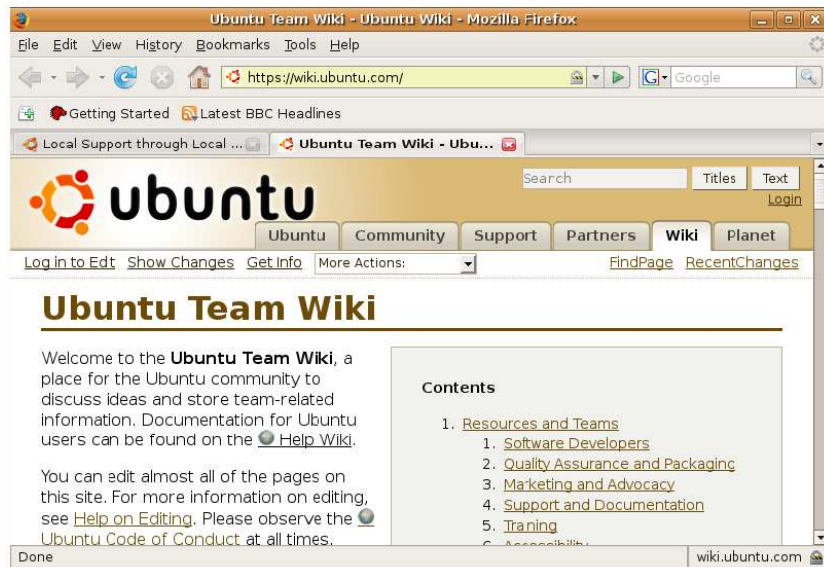 Ubuntu Team Wiki - Ubuntu Wiki - Mozilla Firefox
File Edit View History Bookmarks Tools Help
https://wiki.ubuntu.com/ G Google
Getting Started Latest BBC Headlines
Local Support through Local ... Ubuntu Team Wiki - Ubu...
ubuntu
Search Titles Text
Login
Ubuntu Community Support Partners Wiki Planet
Log in to Edt Show Changes Get Info More Actions: FindPage RecentChanges
Ubuntu Team Wiki
Welcome to the Ubuntu Team Wiki, a
place for the Ubuntu community to
discuss ideas and store team-related
information. Documentation for Ubuntu
users can be found on the Help Wiki.
You can edit almost all of the pages on
this site. For more information on editing,
see Help on Editing. Please observe the
Ubuntu Code of Conduct at all times.
Contents
1. Resources and Teams
1. Software Developers
2. Quality Assurance and Packaging
3. Marketing and Advocacy
4. Support and Documentation
5. Traning
6. Accessibility
Done wiki.ubuntu.com